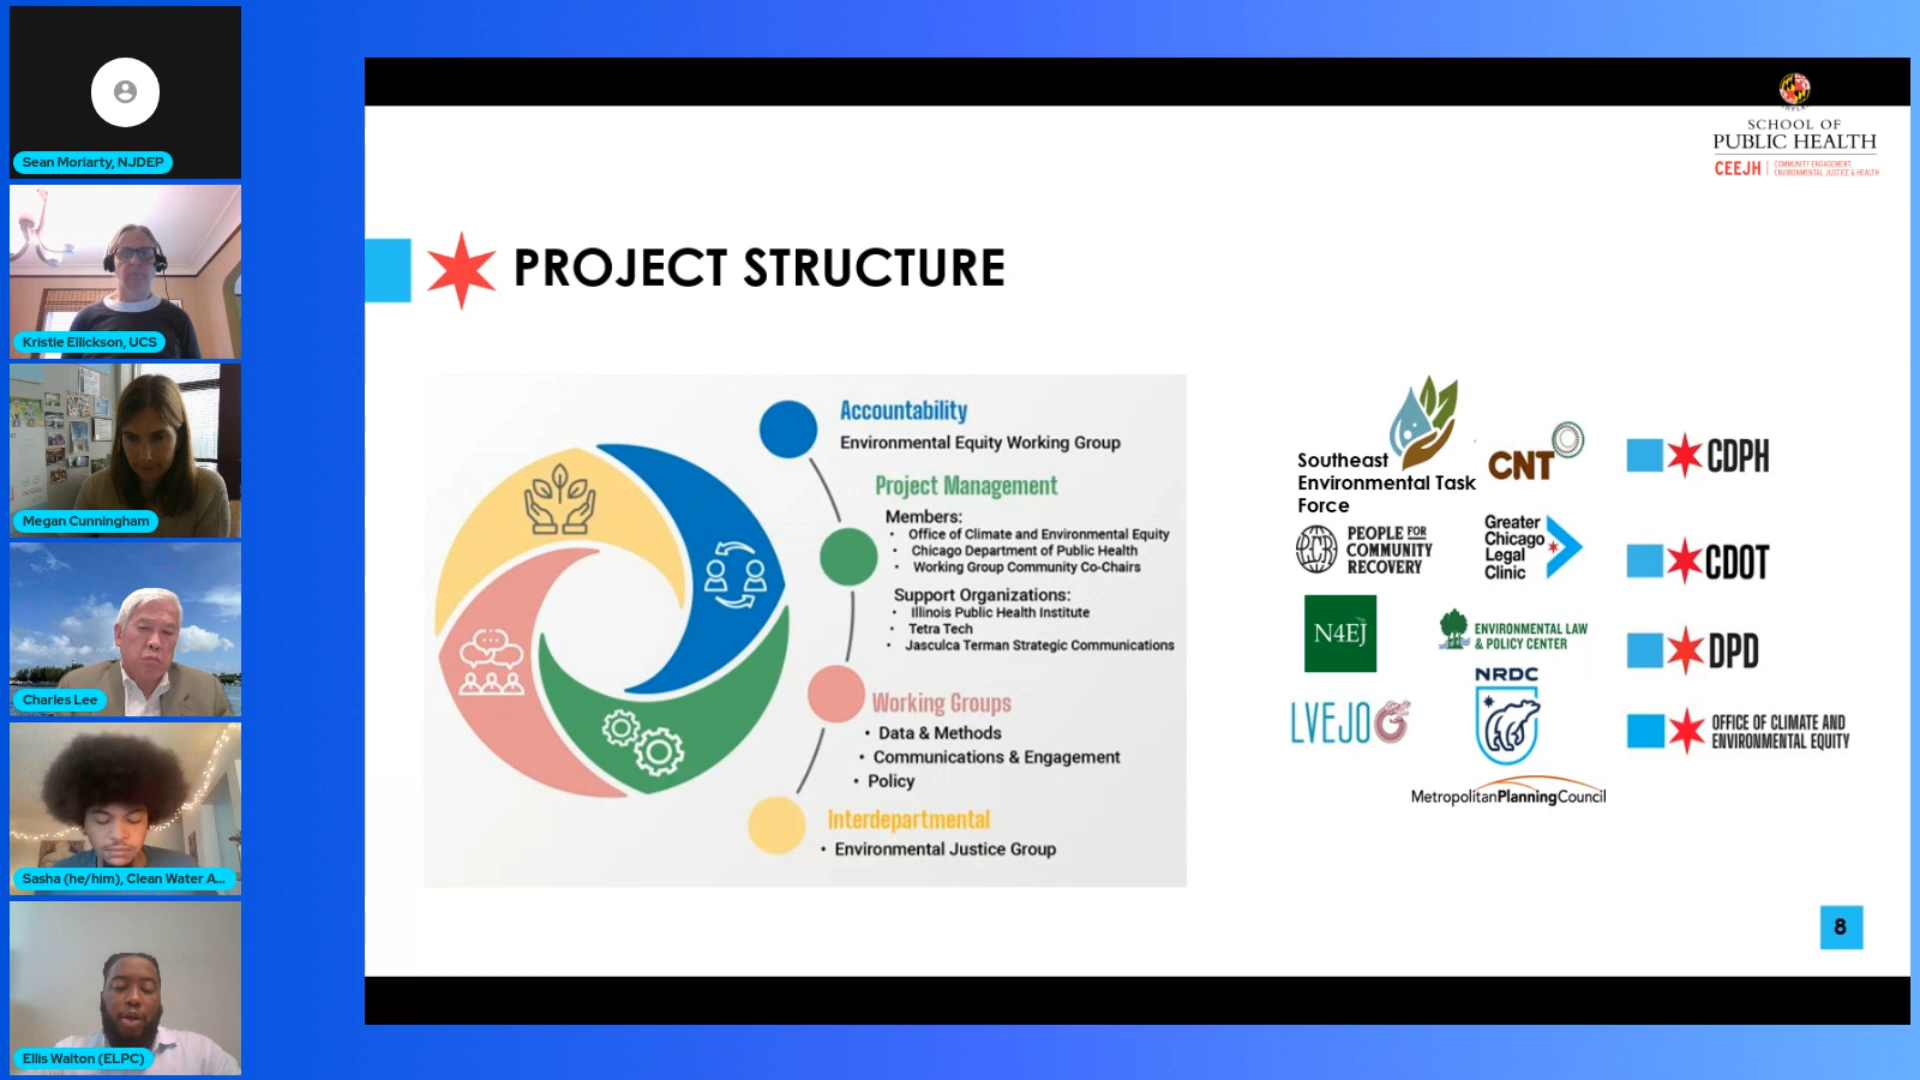 Sean Moriarty, NJDEP
Kristie Ellickson, UCS
Megan Cunningham
Charles Lee
Sasha (he/him), Clean Water A...
Ellis Walton (ELPC)
SCHOOL OF
PUBLIC HEALTH
CEEJH | COMMUNITY ENGAGEMENT,
ENVIRONMENTAL JUSTICE & HEALTH
PROJECT STRUCTURE
Accountability
Environmental Equity Working Group
Project Management
Members:
• Office of Climate and Environmental Equity
• Chicago Department of Public Health
• Working Group Community Co-Chairs
Support Organizations:
• Illinois Public Health Institute
• Tetra Tech
• Jasculca Terman Strategic Communications
Working Groups
• Data & Methods
• Communications & Engagement
• Policy
Interdepartmental
• Environmental Justice Group
Southeast
Environmental Task
Force
CNT
PEOPLE FOR
COMMUNITY
RECOVERY
Greater
Chicago
Legal
Clinic
N4EJ
ENVIRONMENTAL LAW
& POLICY CENTER
LVEJO
NRDC
MetropolitanPlanningCouncil
CDPH
CDOT
DPD
OFFICE OF CLIMATE AND
ENVIRONMENTAL EQUITY
8